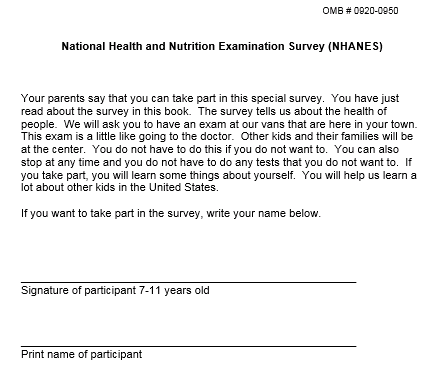 OMB # 0920-0950
National Health and Nutrition Examination Survey (NHANES)
Your parents say that you can take part in this special survey.  You have just
read about the survey in this book.  The survey tells us about the health of
people.  We will ask you to have an exam at our vans that are here in your town.
This exam is a little like going to the doctor.  Other kids and their families will be
at the center.  You do not have to do this if you do not want to.  You can also
stop at any time and you do not have to do any tests that you do not want to.  If
you take part, you will learn some things about yourself.  You will help us learn a
lot about other kids in the United States.
If you want to take part in the survey, write your name below.
Signature of participant 7-11 years old
Print name of participant